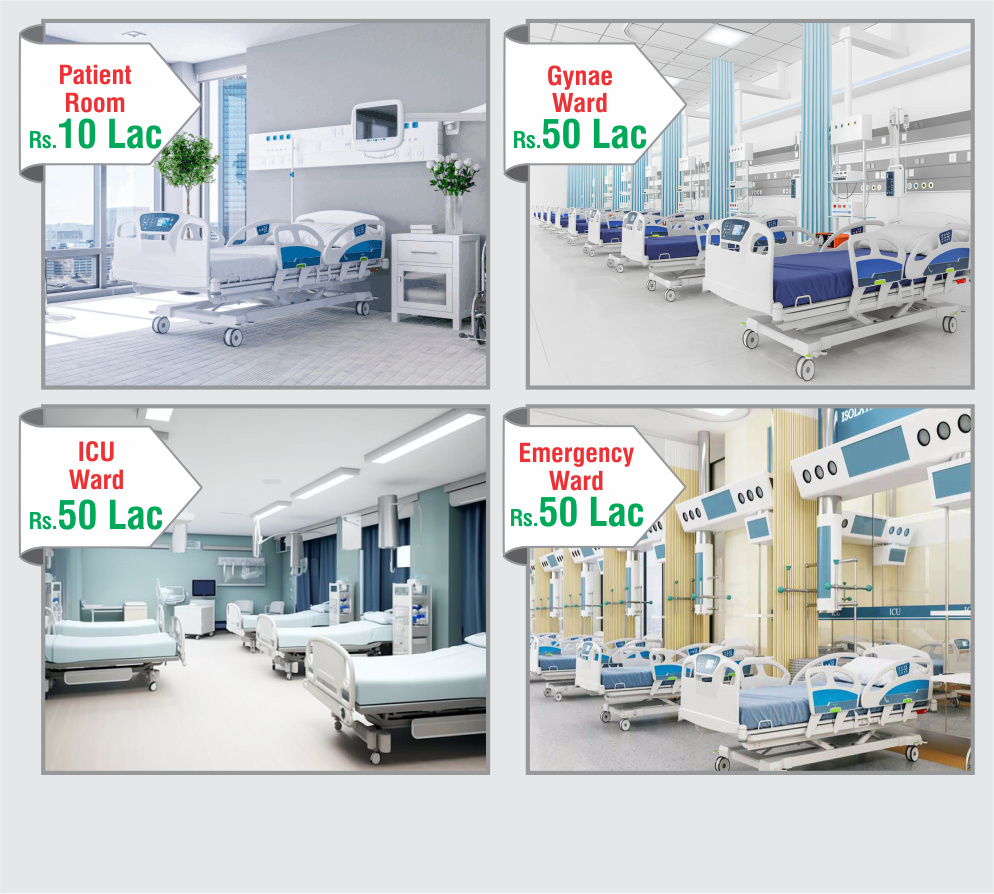 Patient
Room
Rs.10 Lac
Gynae
Ward
Rs.50 Lac
ICU
Ward
Rs.50 Lac
Emergency
Ward
Rs.50 Lac
ICU